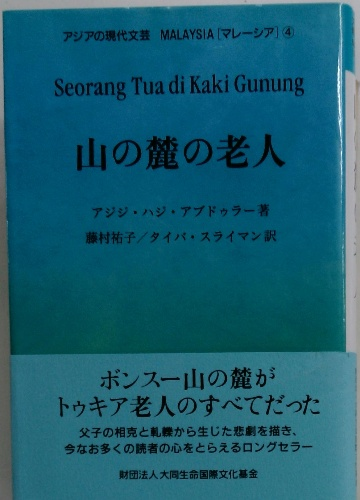 アジアの現代文芸 MALAYSIA[マレーシア]④
Seorang Tua di Kaki Gunung
山の麓の老人
アジジ・ハジ・アブドゥラー著
藤村祐子／タイバ・スライマン訳
ボンスー山の麓が
トゥキア老人のすべてだった
父子の相克と軋轢から生じた悲劇を描き、
今なお多くの読者の心をとらえるロングセラー
財団法人大同生命国際文化基金